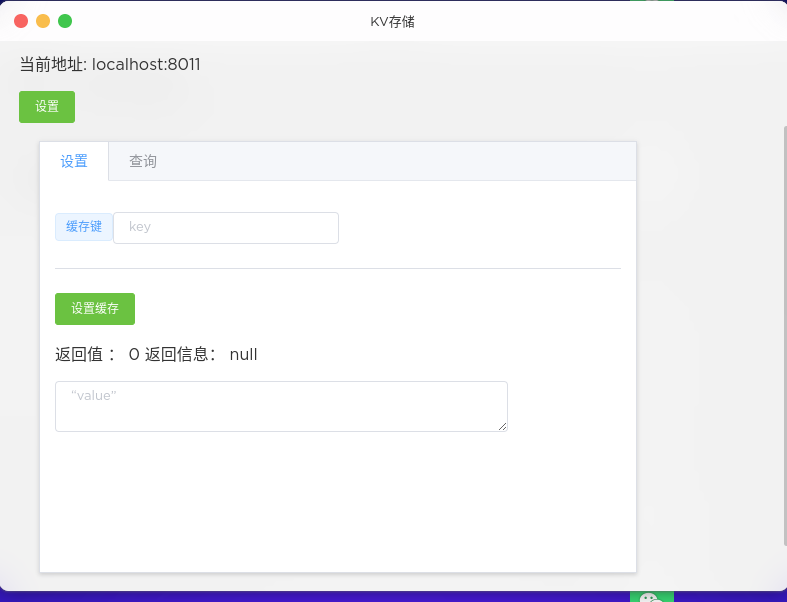 KV存储
当前地址: localhost:8011
设置
设置 查询
缓存键 key
设置缓存
返回值 ： 0 返回信息： null
"value"